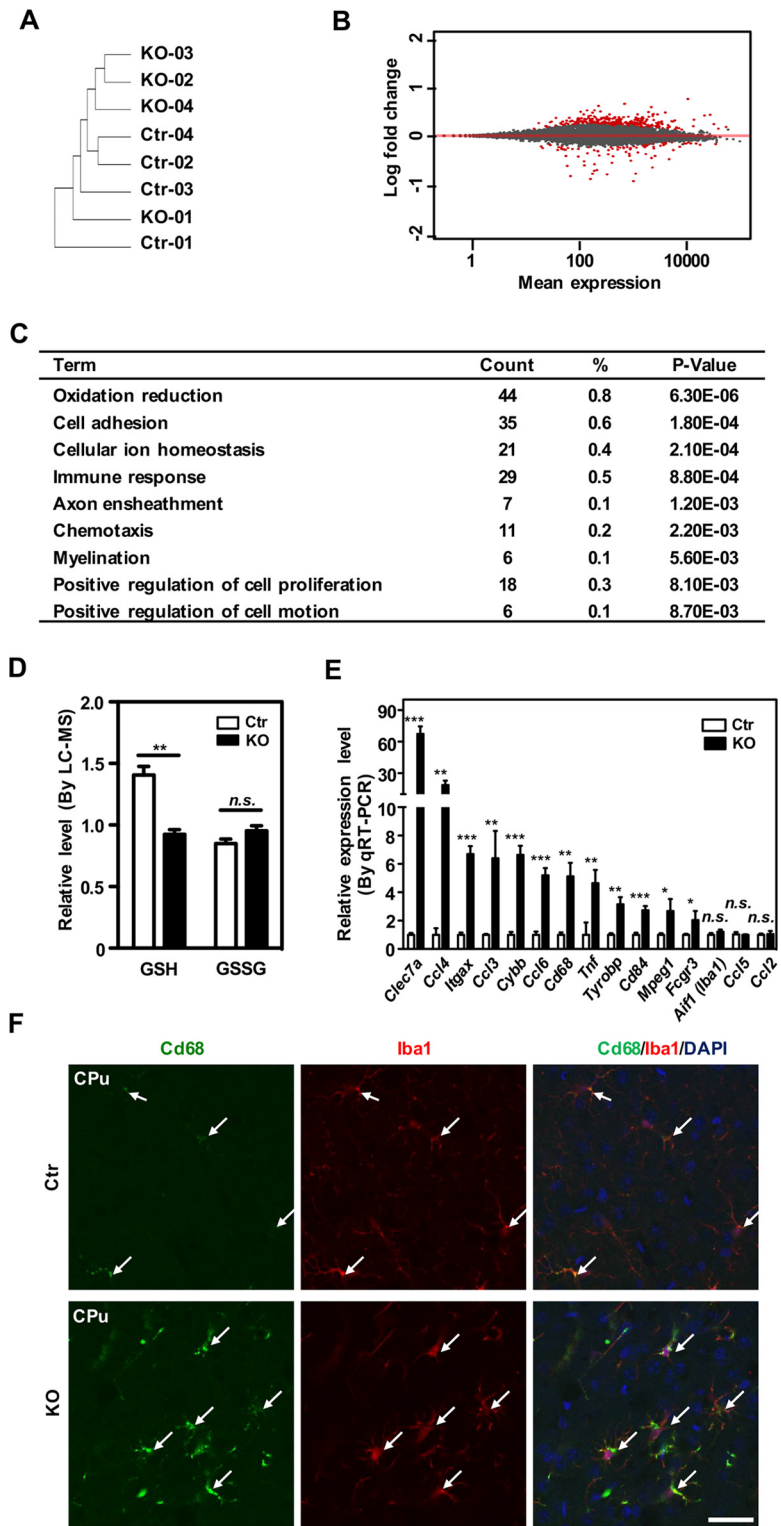 A
KO-03
KO-02
KO-04
Ctr-04
Ctr-02
Ctr-03
KO-01
Ctr-01
B
Log fold change
2
1
0
-1
-2
1
100
10000
Mean expression
C
Term Count % P-Value
Oxidation reduction 44 0.8 6.30E-06
Cell adhesion 35 0.6 1.80E-04
Cellular ion homeostasis 21 0.4 2.10E-04
Immune response 29 0.5 8.80E-04
Axon ensheathment 7 0.1 1.20E-03
Chemotaxis 11 0.2 2.20E-03
Myelination 6 0.1 5.60E-03
Positive regulation of cell proliferation 18 0.3 8.10E-03
Positive regulation of cell motion 6 0.1 8.70E-03
D
Relative level (By LC-MS)
2.0
1.5
1.0
0.5
0
Ctr
KO
**
n.s.
GSH
GSSG
E
Relative expression level
(By qRT-PCR)
90
60
30
8
6
4
2
0
Ctr
KO
***
**
***
**
***
***
**
**
**
***
*
*
n.s.
n.s.
n.s.
Clec7a
Ccl4
Itgax
Ccl3
Cybb
Ccl6
Cd68
Tnf
Tyrobp
Cd84
Mpeg1
Fcgr3
Aif1 (Iba1)
Ccl5
Ccl2
F
Cd68
Iba1
Cd68/Iba1/DAPI
Ctr
CPu
KO
CPu